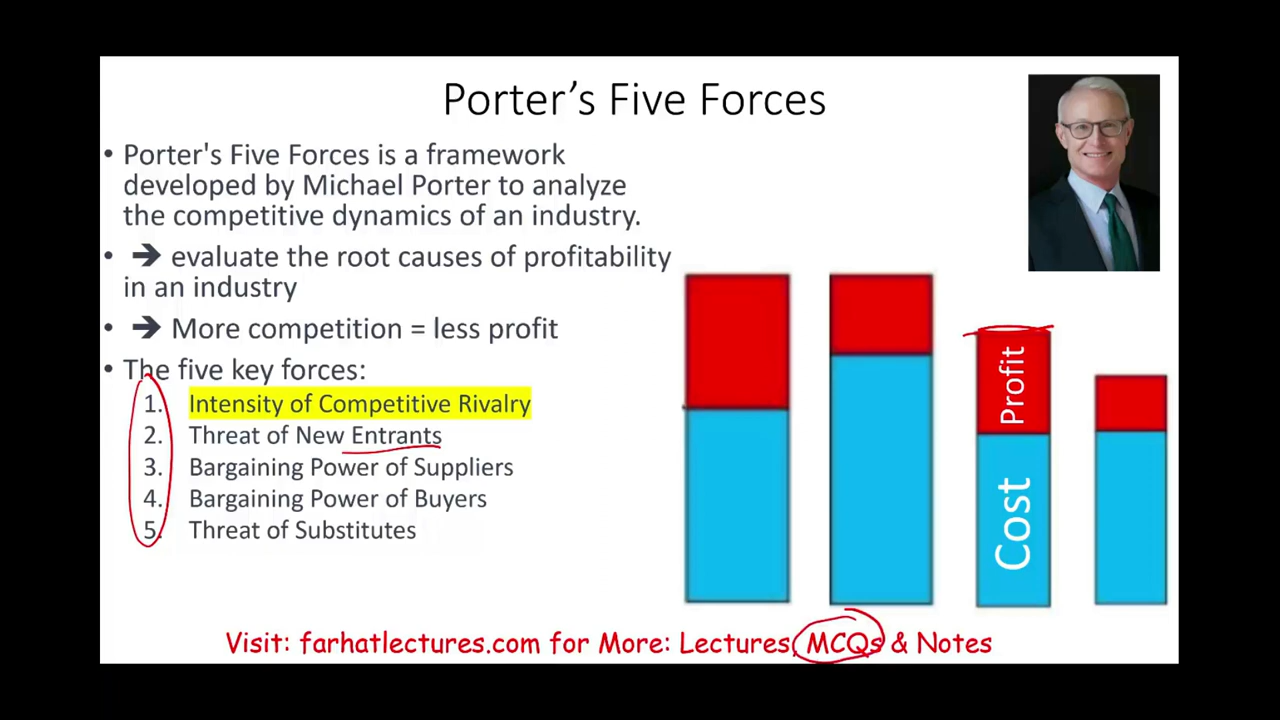 Porter’s Five Forces
• Porter's Five Forces is a framework
developed by Michael Porter to analyze
the competitive dynamics of an industry.
• ➔ evaluate the root causes of profitability
in an industry
• ➔ More competition = less profit
• The five key forces:
1. Intensity of Competitive Rivalry
2. Threat of New Entrants
3. Bargaining Power of Suppliers
4. Bargaining Power of Buyers
5. Threat of Substitutes
Profit
Cost
Visit: farhatlectures.com for More: Lectures, MCQs & Notes